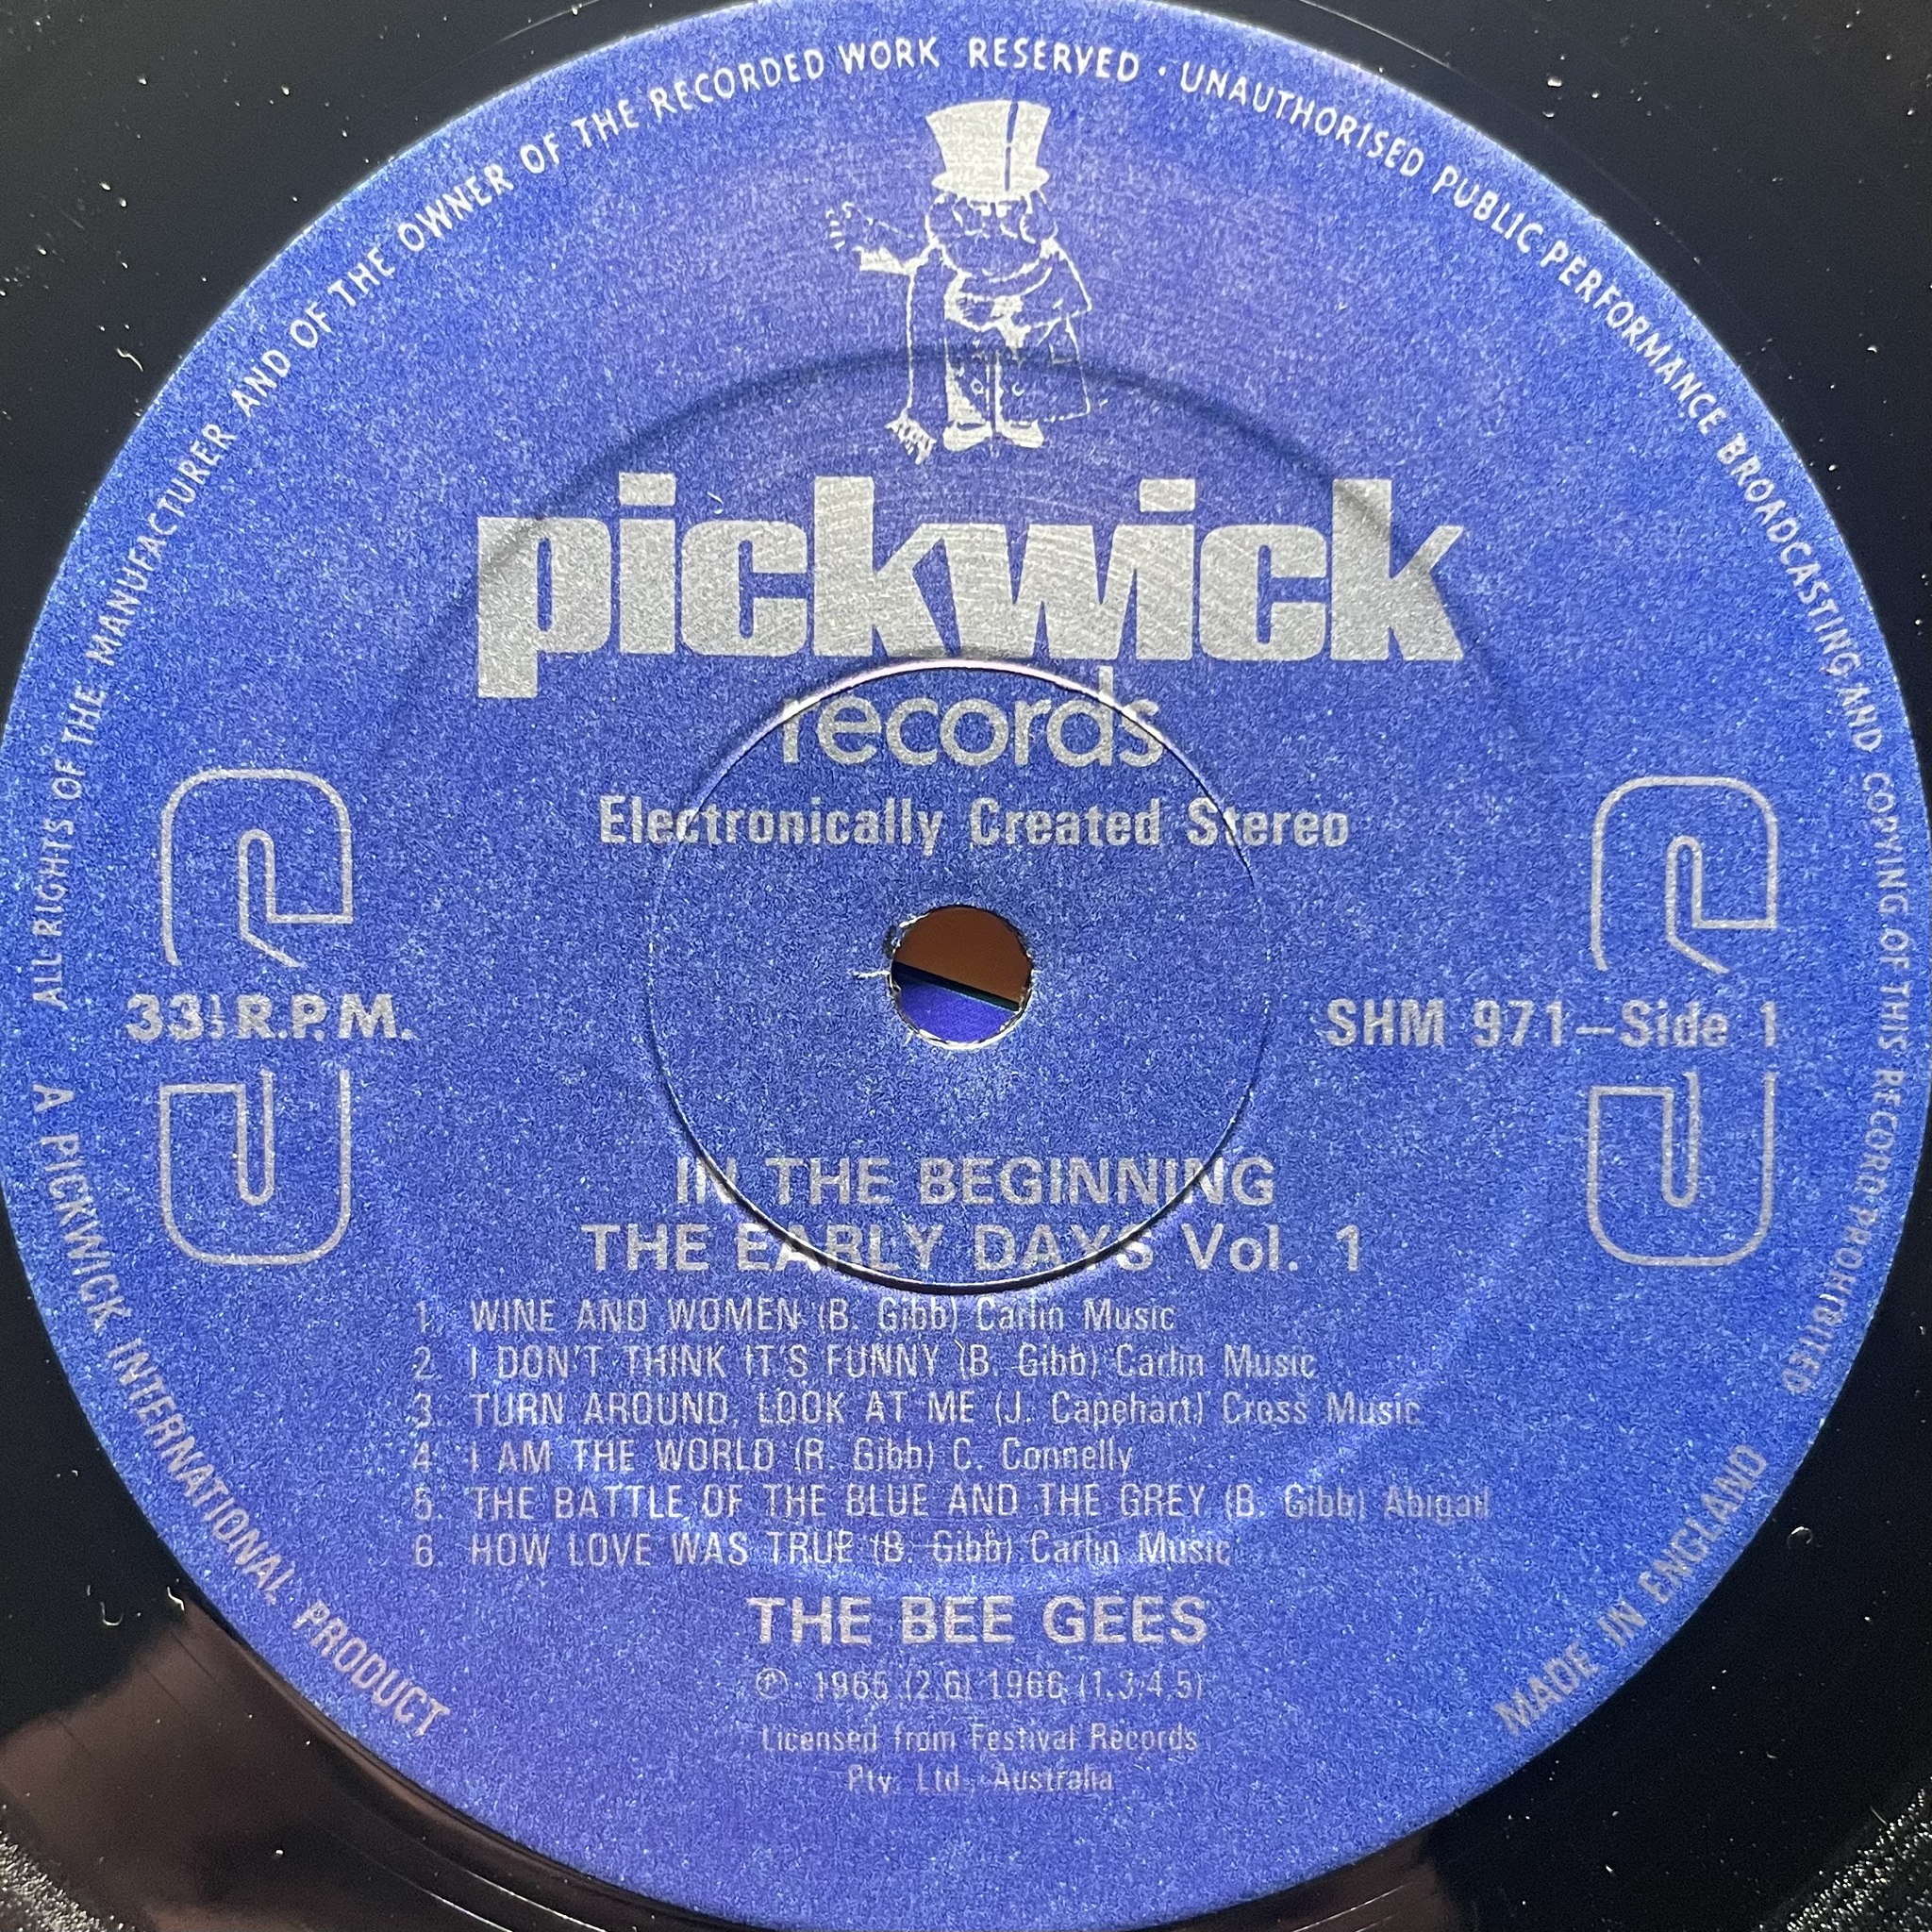 ALL RIGHTS OF THE MANUFACTURER AND OF THE OWNER OF THE RECORDED WORK RESERVED · UNAUTHORISED PUBLIC PERFORMANCE BROADCASTING AND COPYING OF THIS RECORD PROHIBITED
pickwick
records
Electronically Created Stereo
S
S
33⅓ R.P.M.
SHM 971–Side 1
IN THE BEGINNING
THE EARLY DAYS Vol. 1
1. WINE AND WOMEN (B. Gibb) Carlin Music
2. I DON'T THINK IT'S FUNNY (B. Gibb) Carlin Music
3. TURN AROUND, LOOK AT ME (J. Capehart) Cross Music
4. I AM THE WORLD (R. Gibb) C. Connelly
5. THE BATTLE OF THE BLUE AND THE GREY (B. Gibb) Abigail
6. HOW LOVE WAS TRUE (B. Gibb) Carlin Music
THE BEE GEES
℗ 1965 (2,6) 1966 (1,3,4,5)
Licensed from Festival Records
Pty. Ltd., Australia
A PICKWICK INTERNATIONAL PRODUCT
MADE IN ENGLAND